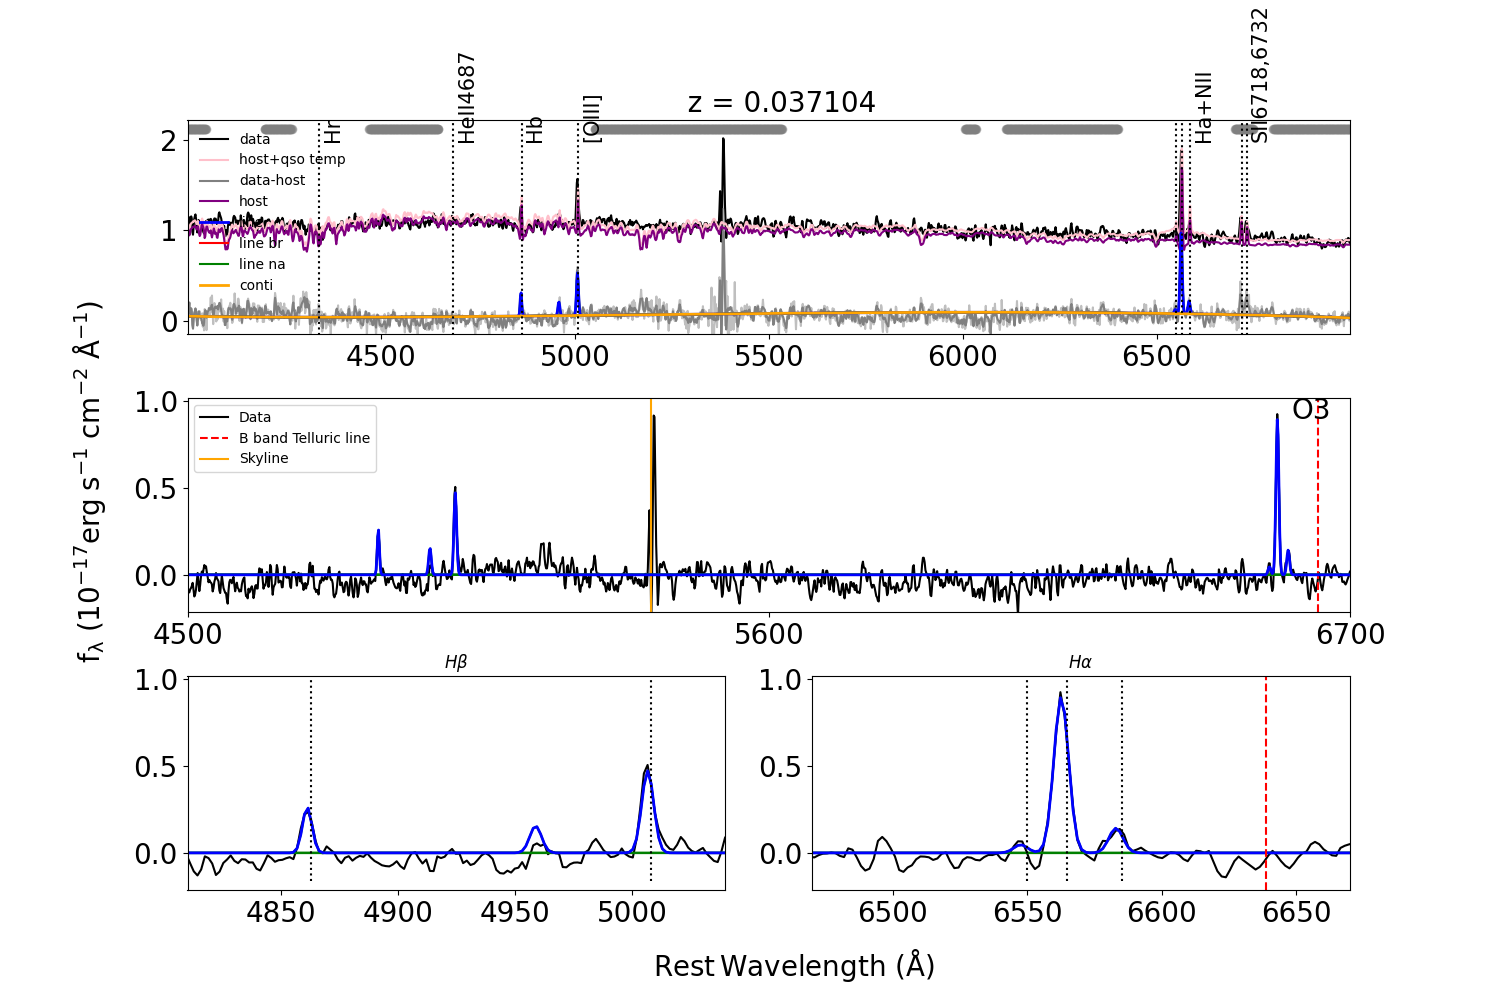 z = 0.037104
Hr
HeII4687
Hb
[OIII]
Ha+NII
SII6718,6732
data
host+qso temp
data-host
host
line br
line na
conti
2
1
0
4500 5000 5500 6000 6500
Data
B band Telluric line
Skyline
O3
1.0
0.5
0.0
4500 5600 6700
Hβ
1.0
0.5
0.0
4850 4900 4950 5000
Hα
1.0
0.5
0.0
6500 6550 6600 6650
fλ (10−17erg s−1 cm−2 Å−1)
Rest Wavelength (Å)